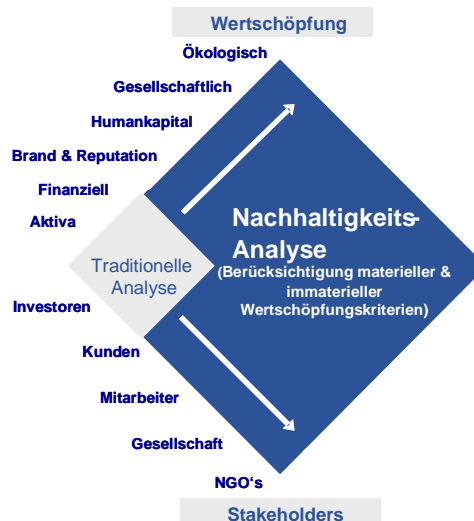 Wertschöpfung
Ökologisch
Gesellschaftlich
Humankapital
Brand & Reputation
Finanziell
Aktiva
Nachhaltigkeits-
Analyse
(Berücksichtigung materieller &
immaterieller
Wertschöpfungskriterien)
Traditionelle
Analyse
Investoren
Kunden
Mitarbeiter
Gesellschaft
NGO's
Stakeholders